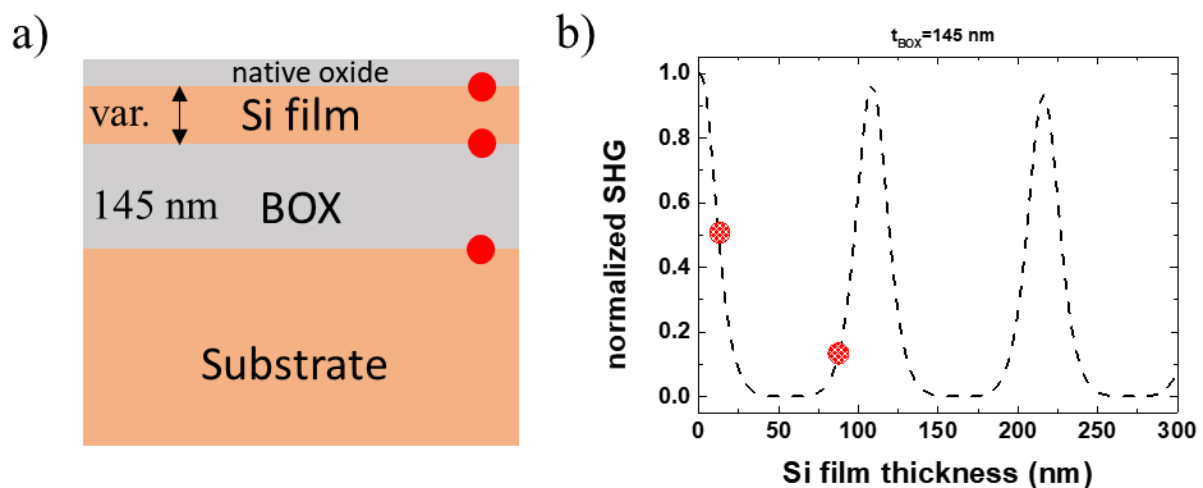 a)
native oxide
var.
Si film
145 nm
BOX
Substrate
b)
t_BOX=145 nm
normalized SHG
1.0
0.8
0.6
0.4
0.2
0.0
0
50
100
150
200
250
300
Si film thickness (nm)